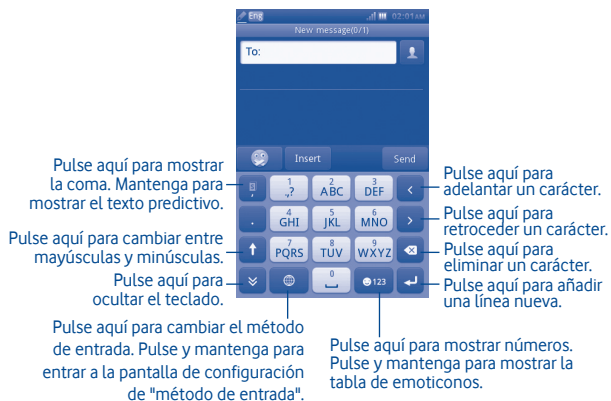 Eng 02:01AM
New message(0/1)
To:
Insert Send
, 1 .,? 2 ABC 3 DEF <
. 4 GHI 5 JKL 6 MNO >
7 PQRS 8 TUV 9 WXYZ
0 123
Pulse aquí para mostrar
la coma. Mantenga para
mostrar el texto predictivo.
Pulse aquí para cambiar entre
mayúsculas y minúsculas.
Pulse aquí para
ocultar el teclado.
Pulse aquí para cambiar el método
de entrada. Pulse y mantenga para
entrar a la pantalla de configuración
de "método de entrada".
Pulse aquí para
adelantar un carácter.
Pulse aquí para
retroceder un carácter.
Pulse aquí para
eliminar un carácter.
Pulse aquí para añadir
una línea nueva.
Pulse aquí para mostrar números.
Pulse y mantenga para mostrar la
tabla de emoticonos.